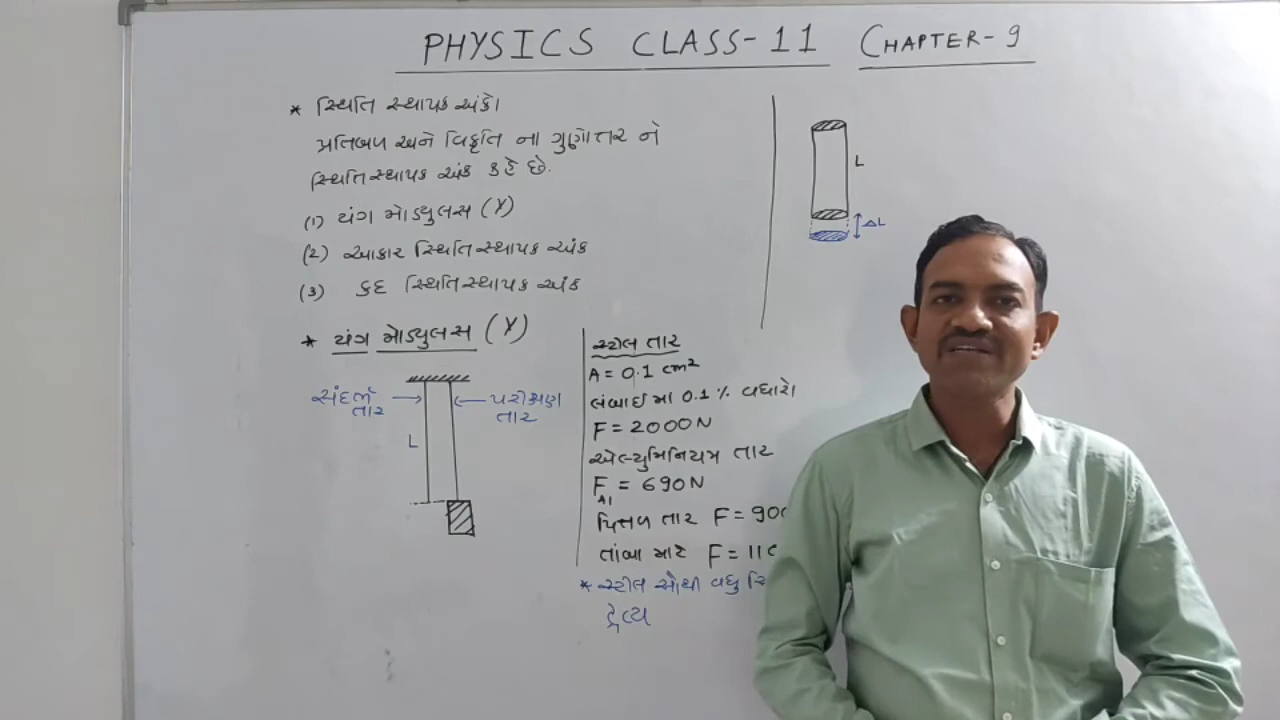 PHYSICS CLASS-11 CHAPTER-9
* સ્થિતિ સ્થાપક અંકો
પ્રતિબળ અને વિકૃતિ ના ગુણોત્તર ને
સ્થિતિસ્થાપક અંક કહે છે.
(1) યંગ મોડ્યુલસ (Y)
(2) આકાર સ્થિતિસ્થાપક અંક
(3) કદ સ્થિતિસ્થાપક અંક
L
ΔL
* યંગ મોડ્યુલસ (Y)
સંદર્ભ તાર
પરીક્ષણ તાર
L
સ્ટીલ તાર
A = 0.1 cm²
લંબાઈ મા 0.1 % વધારો
F = 2000N
એલ્યુમિનિયમ તાર
F_Al = 690N
પિત્તળ તાર F = 90
તાંબા માટે F = 11
* સ્ટીલ સૌથી વધુ
દ્રવ્ય